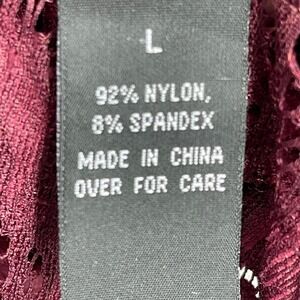 L
92% NYLON,
8% SPANDEX
MADE IN CHINA
OVER FOR CARE